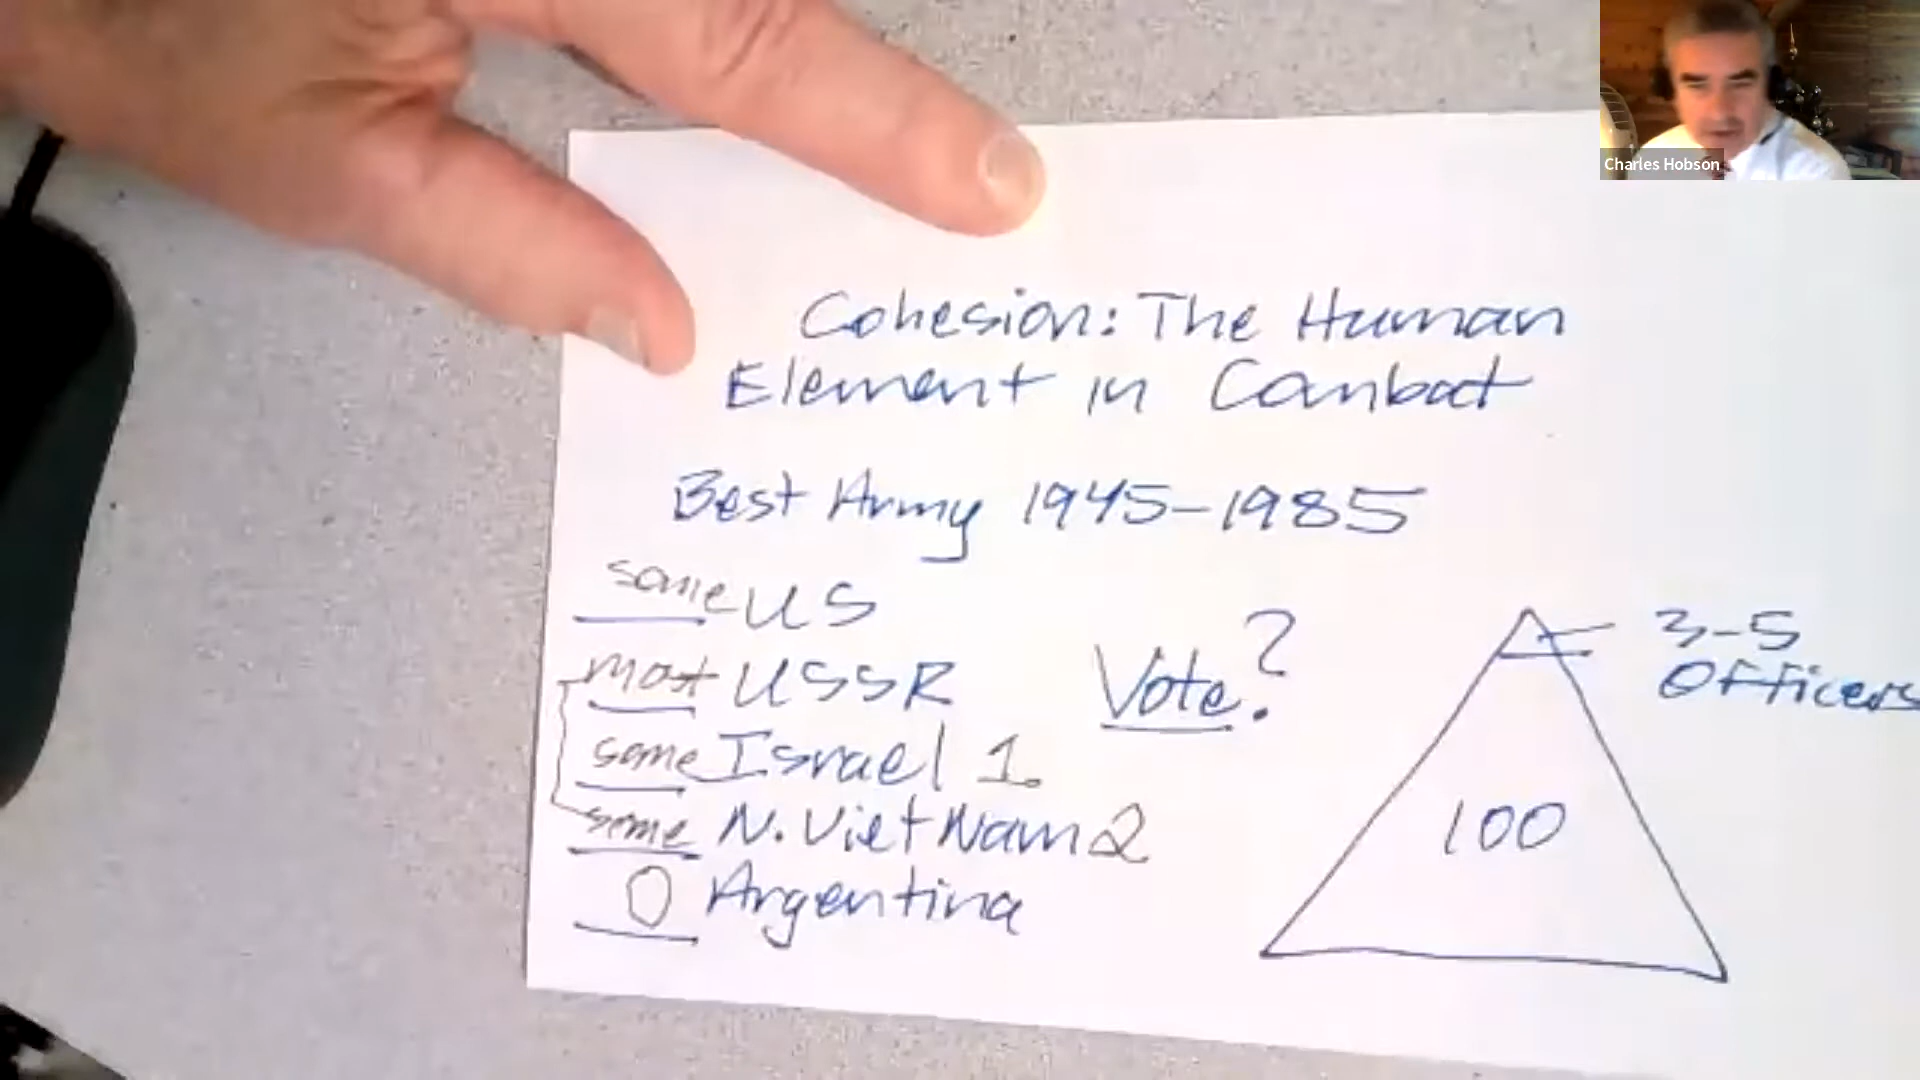 Charles Hobson
Cohesion: The Human
Element in Combat
Best Army 1945-1985
some US
most USSR
some Israel 1.
some N. Viet Nam 2
0 Argentina
Vote?
3-5
Officers
100